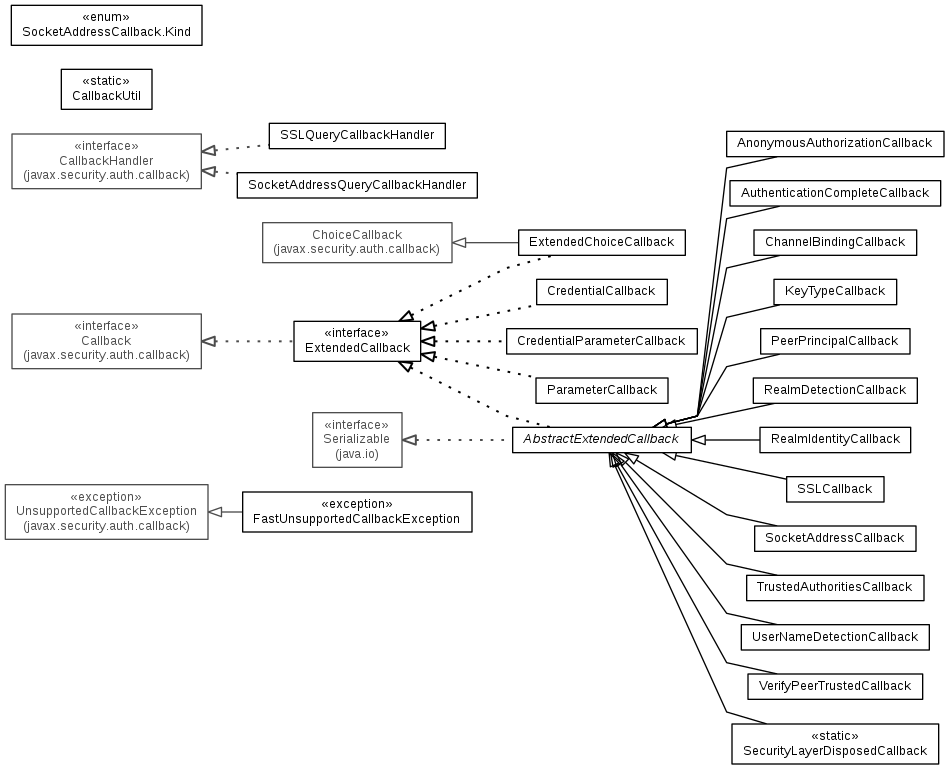 «enum»
SocketAddressCallback.Kind
«static»
CallbackUtil
«interface»
CallbackHandler
(javax.security.auth.callback)
SSLQueryCallbackHandler
SocketAddressQueryCallbackHandler
ChoiceCallback
(javax.security.auth.callback)
ExtendedChoiceCallback
CredentialCallback
«interface»
Callback
(javax.security.auth.callback)
«interface»
ExtendedCallback
CredentialParameterCallback
ParameterCallback
«interface»
Serializable
(java.io)
AbstractExtendedCallback
«exception»
UnsupportedCallbackException
(javax.security.auth.callback)
«exception»
FastUnsupportedCallbackException
AnonymousAuthorizationCallback
AuthenticationCompleteCallback
ChannelBindingCallback
KeyTypeCallback
PeerPrincipalCallback
RealmDetectionCallback
RealmIdentityCallback
SSLCallback
SocketAddressCallback
TrustedAuthoritiesCallback
UserNameDetectionCallback
VerifyPeerTrustedCallback
«static»
SecurityLayerDisposedCallback